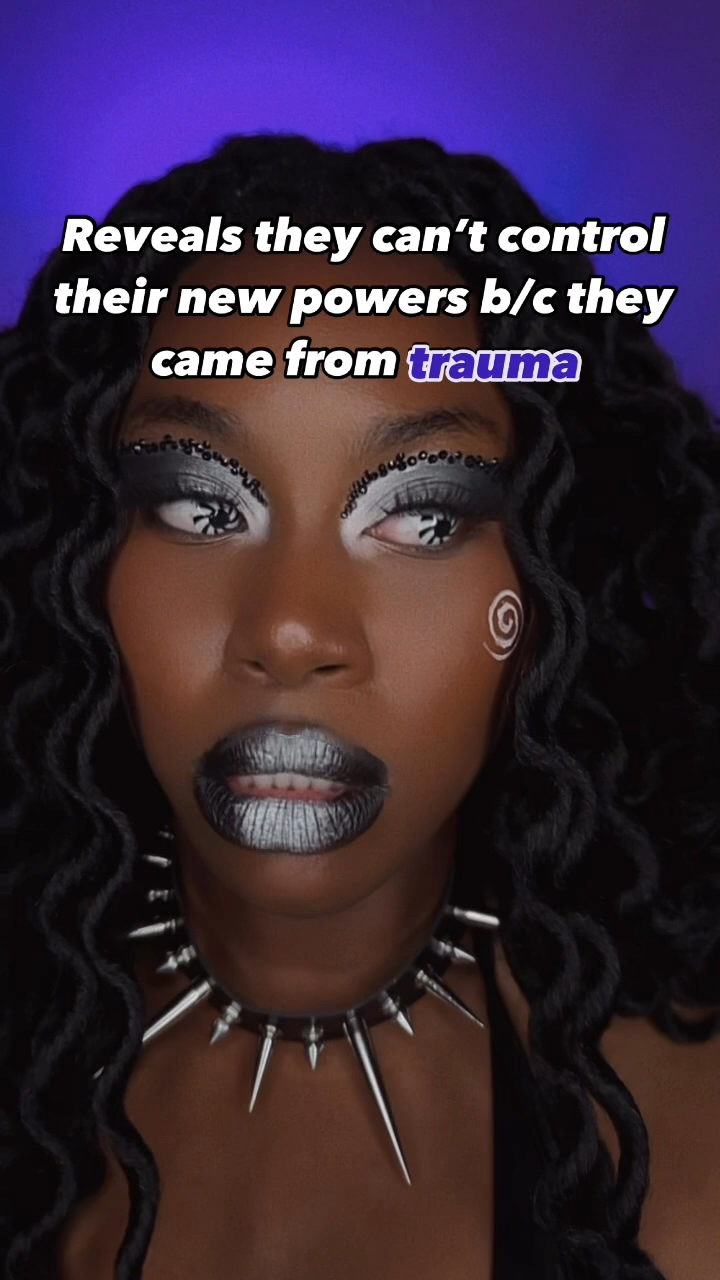 Reveals they can’t control
their new powers b/c they
came from trauma